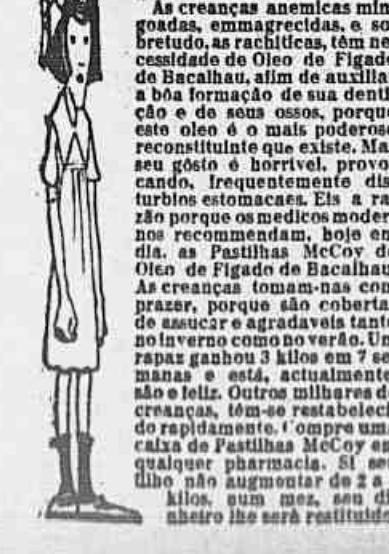 As creanças anemicas min
goadas, emmagrecidas, e so
bretudo, as rachiticas, têm ne
cessidade de Oleo de Figado
de Bacalhau, afim de auxilia
a bôa formação de sua denti
ção e de seus ossos, porque
este oleo é o mais poderoso
reconstituinte que existe. Ma
seu gôsto é horrivel, provo
cando, frequentemente dis
turbios estomacaes. Eis a ra
zão porque os medicos moder
nos recommendam, hoje em
dia, as Pastilhas McCoy d
Oleo de Figado de Bacalhau
As creanças tomam-nas com
prazer, porque são coberta
de assucar e agradaveis tant
no inverno como no verão. Um
rapaz ganhou 3 kilos em 7 se
manas e está, actualmente
são e feliz. Outros milhares d
creanças, têm-se restabeleci
do rapidamente. Compre uma
caixa de Pastilhas McCoy em
qualquer pharmacia. Si se
filho não augmentar de 2 a
kilos, num mez, seu d
nheiro lhe será restituido